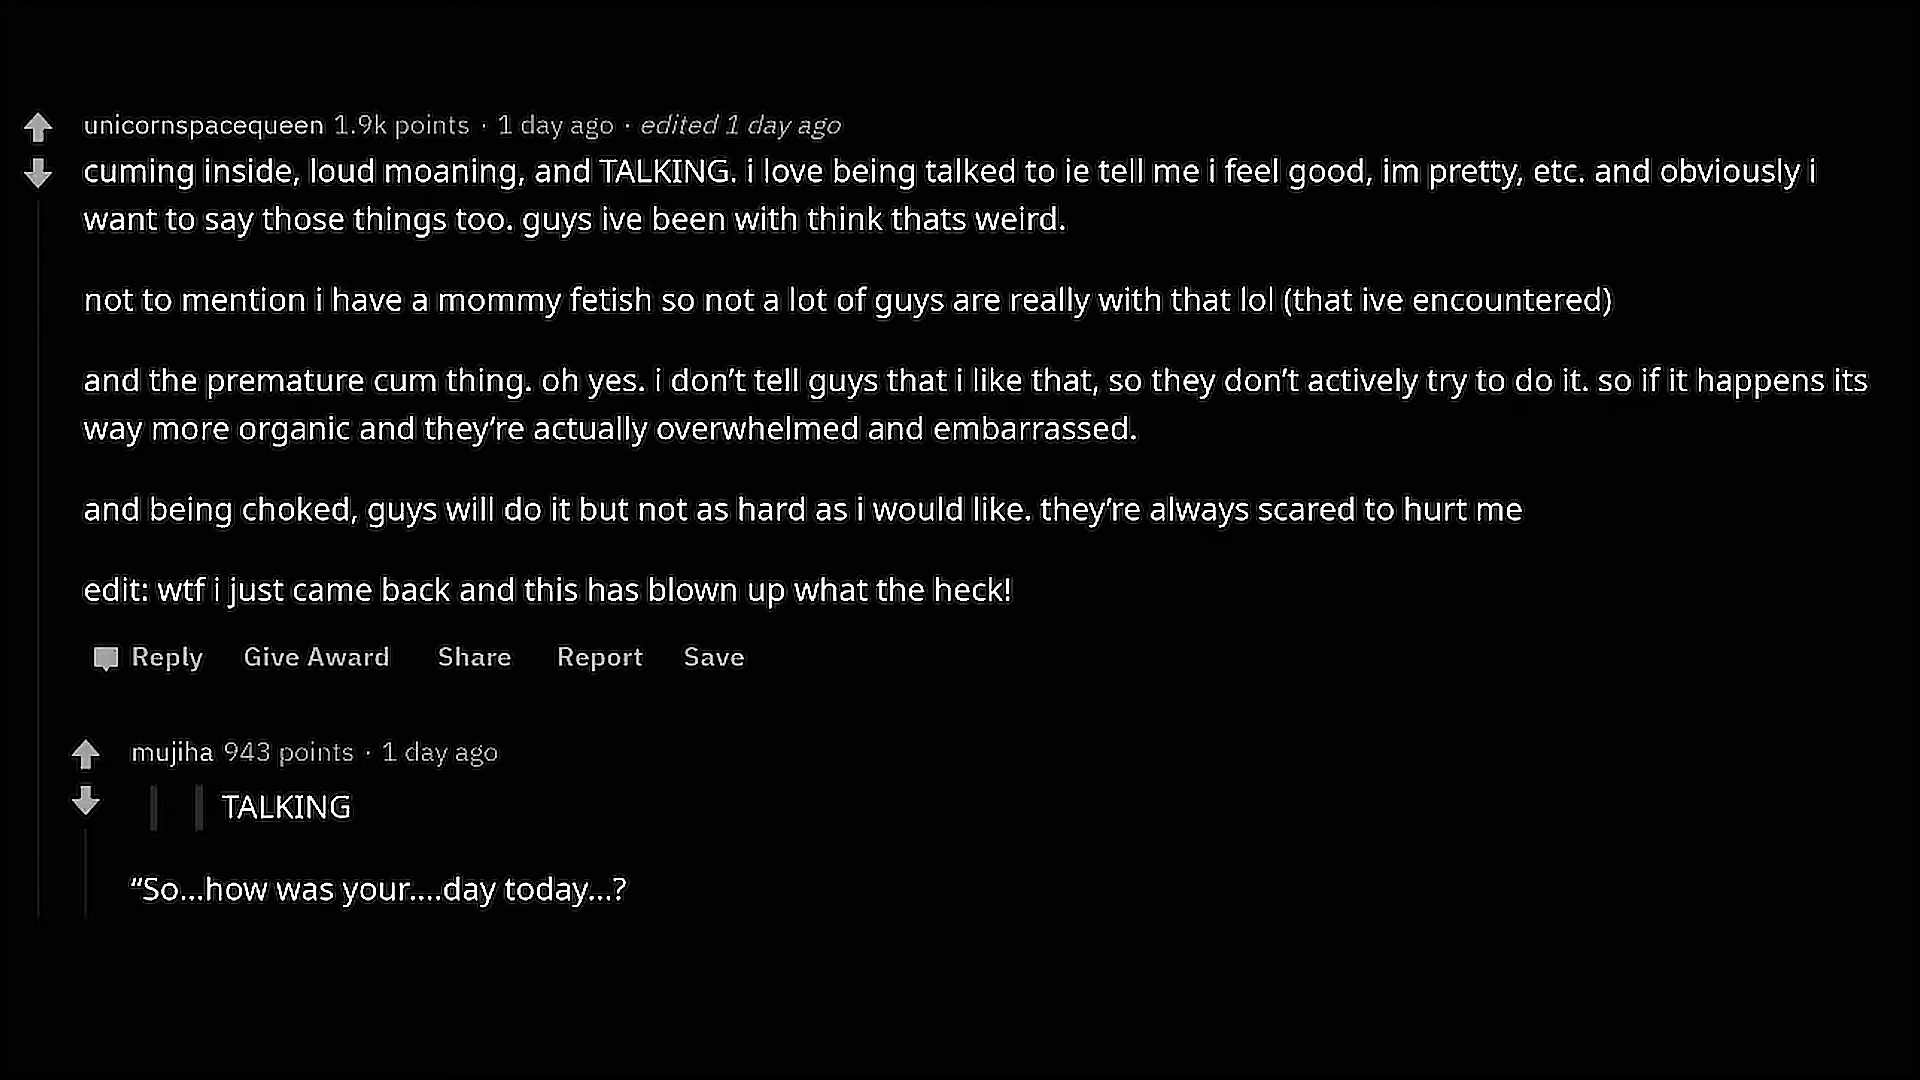 unicornspacequeen 1.9k points · 1 day ago · edited 1 day ago
cuming inside, loud moaning, and TALKING. i love being talked to ie tell me i feel good, im pretty, etc. and obviously i
want to say those things too. guys ive been with think thats weird.
not to mention i have a mommy fetish so not a lot of guys are really with that lol (that ive encountered)
and the premature cum thing. oh yes. i don’t tell guys that i like that, so they don’t actively try to do it. so if it happens its
way more organic and they’re actually overwhelmed and embarrassed.
and being choked, guys will do it but not as hard as i would like. they’re always scared to hurt me
edit: wtf i just came back and this has blown up what the heck!
Reply Give Award Share Report Save
mujiha 943 points · 1 day ago
TALKING
“So...how was your....day today...?